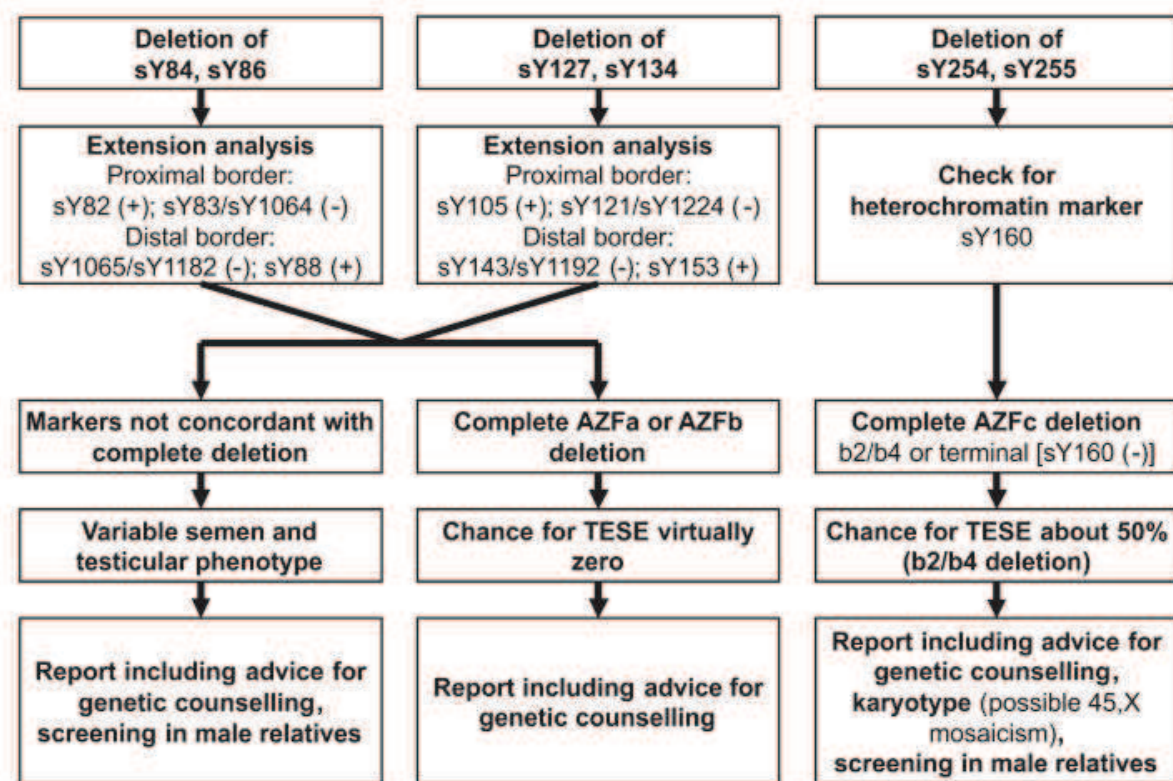 Deletion of
sY84, sY86
Deletion of
sY127, sY134
Deletion of
sY254, sY255
Extension analysis
Proximal border:
sY82 (+); sY83/sY1064 (-)
Distal border:
sY1065/sY1182 (-); sY88 (+)
Extension analysis
Proximal border:
sY105 (+); sY121/sY1224 (-)
Distal border:
sY143/sY1192 (-); sY153 (+)
Check for
heterochromatin marker
sY160
Markers not concordant with
complete deletion
Complete AZFa or AZFb
deletion
Complete AZFc deletion
b2/b4 or terminal [sY160 (-)]
Variable semen and
testicular phenotype
Chance for TESE virtually
zero
Chance for TESE about 50%
(b2/b4 deletion)
Report including advice for
genetic counselling,
screening in male relatives
Report including advice for
genetic counselling
Report including advice for
genetic counselling,
karyotype (possible 45,X
mosaicism),
screening in male relatives